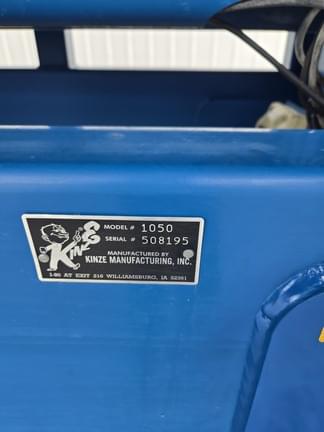 Kinze
MODEL # 1050
SERIAL # 508195
MANUFACTURED BY
KINZE MANUFACTURING, INC.
I-80 AT EXIT 216 WILLIAMSBURG, IA 52361